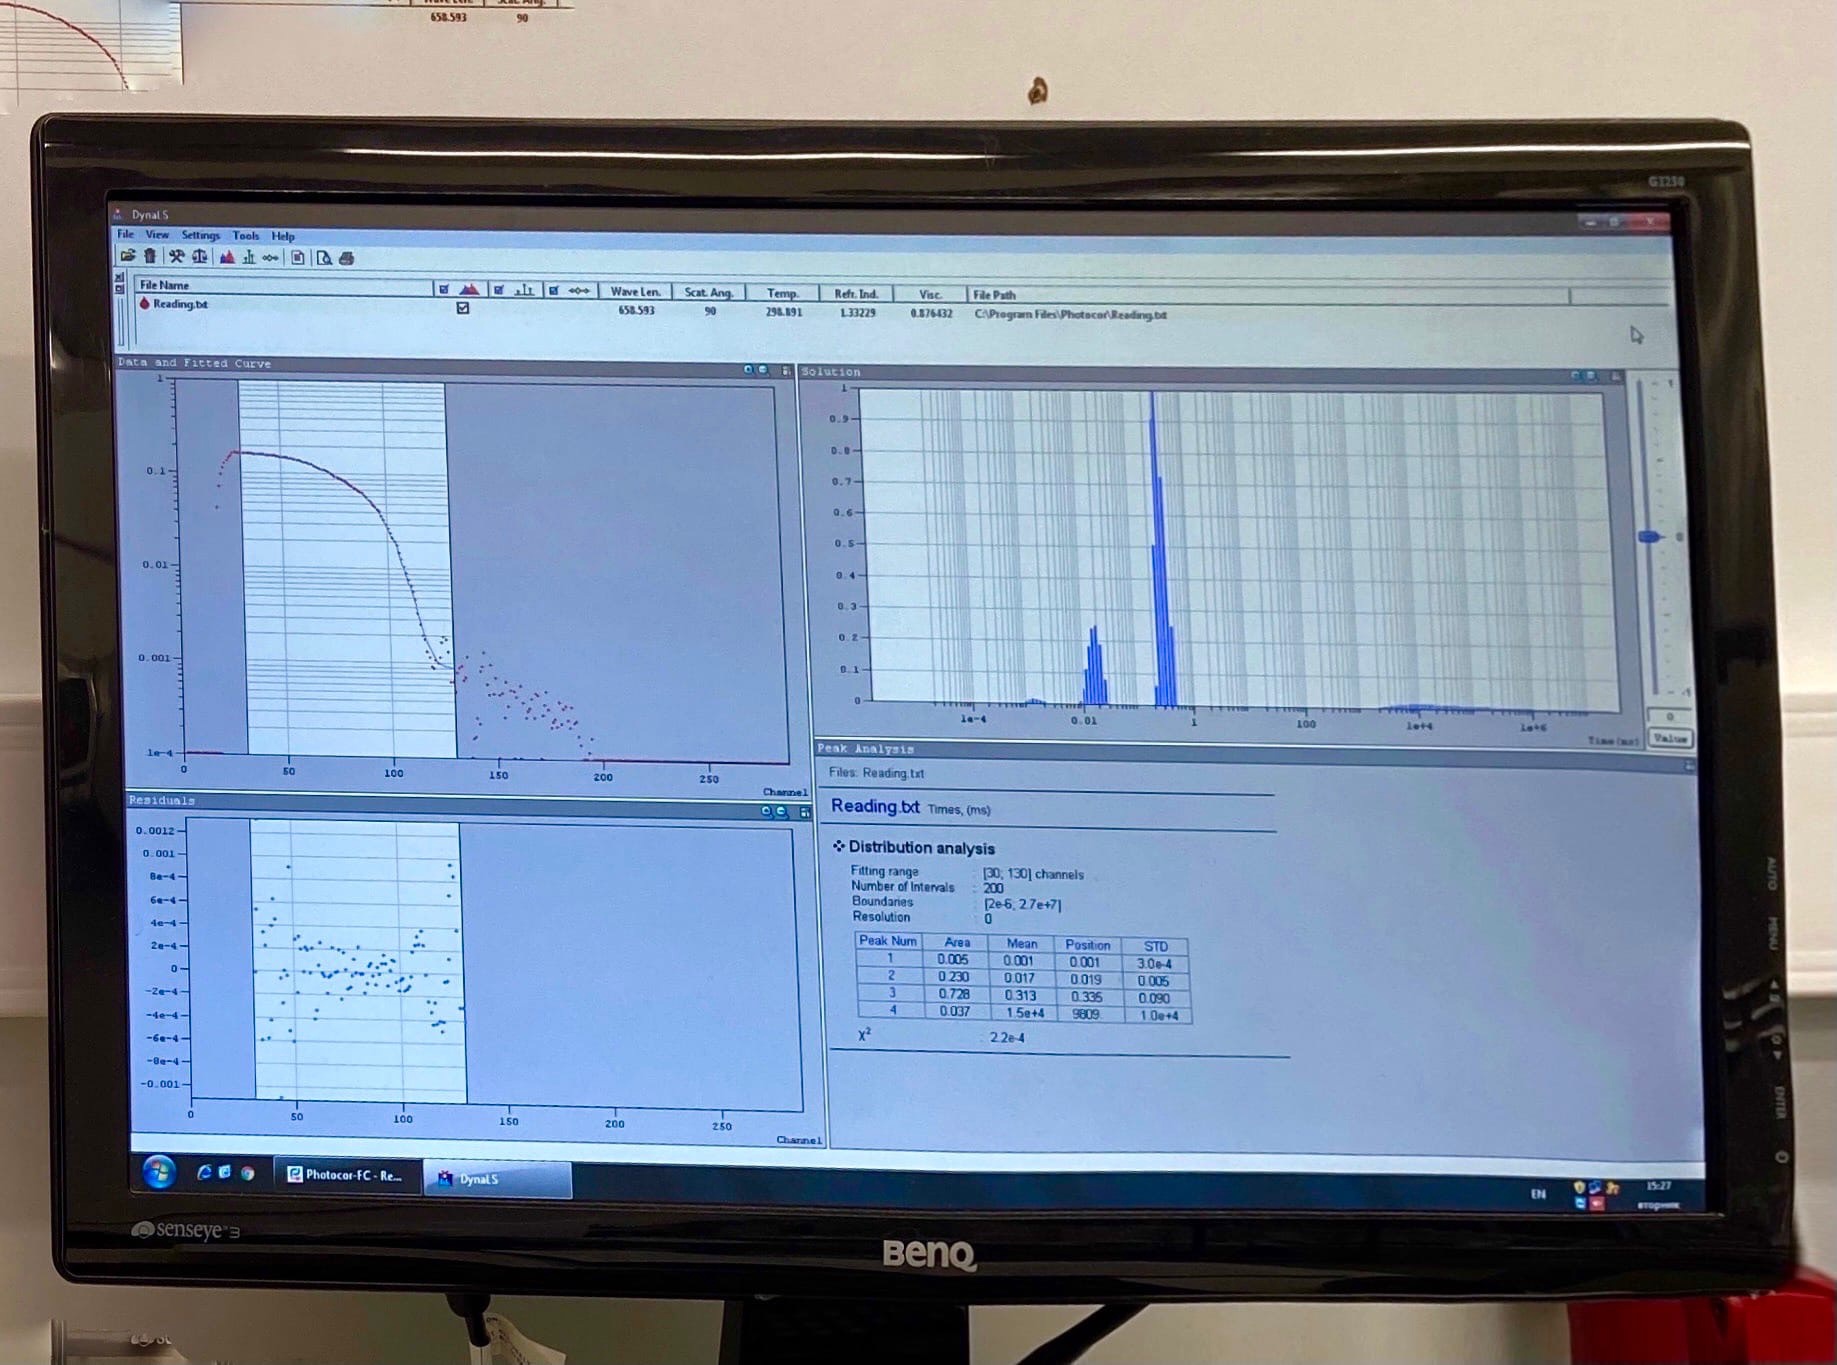 658.593 90
G2250
DynaLS
File View Settings Tools Help
File Name Wave Len. Scat. Ang. Temp. Refr. Ind. Visc. File Path
Reading.txt 658.593 90 298.891 1.33229 0.876432 C:\Program Files\Photocor\Reading.txt
Data and Fitted Curve
1
0.1
0.01
0.001
1e-4
0 50 100 150 200 250
Channel
Solution
1
0.9
0.8
0.7
0.6
0.5
0.4
0.3
0.2
0.1
0
1e-4 0.01 1 100 1e+4 1e+6
Time(ms)
1
0
-1
0
Value
Residuals
0.0012
0.001
8e-4
6e-4
4e-4
2e-4
0
-2e-4
-4e-4
-6e-4
-8e-4
-0.001
0 50 100 150 200 250
Channel
Peak Analysis
Files: Reading.txt
Reading.txt Times, (ms)
Distribution analysis
Fitting range : [30; 130] channels
Number of Intervals : 200
Boundaries : [2e-6; 2.7e+7]
Resolution : 0
Peak Num Area Mean Position STD
1 0.005 0.001 0.001 3.0e-4
2 0.230 0.017 0.019 0.005
3 0.728 0.313 0.335 0.090
4 0.037 1.5e+4 9809. 1.0e+4
χ² : 2.2e-4
Photocor-FC - Re...
DynaLS
EN
15:27
вторник
senseye 3
BenQ
AUTO
MENU
ENTER